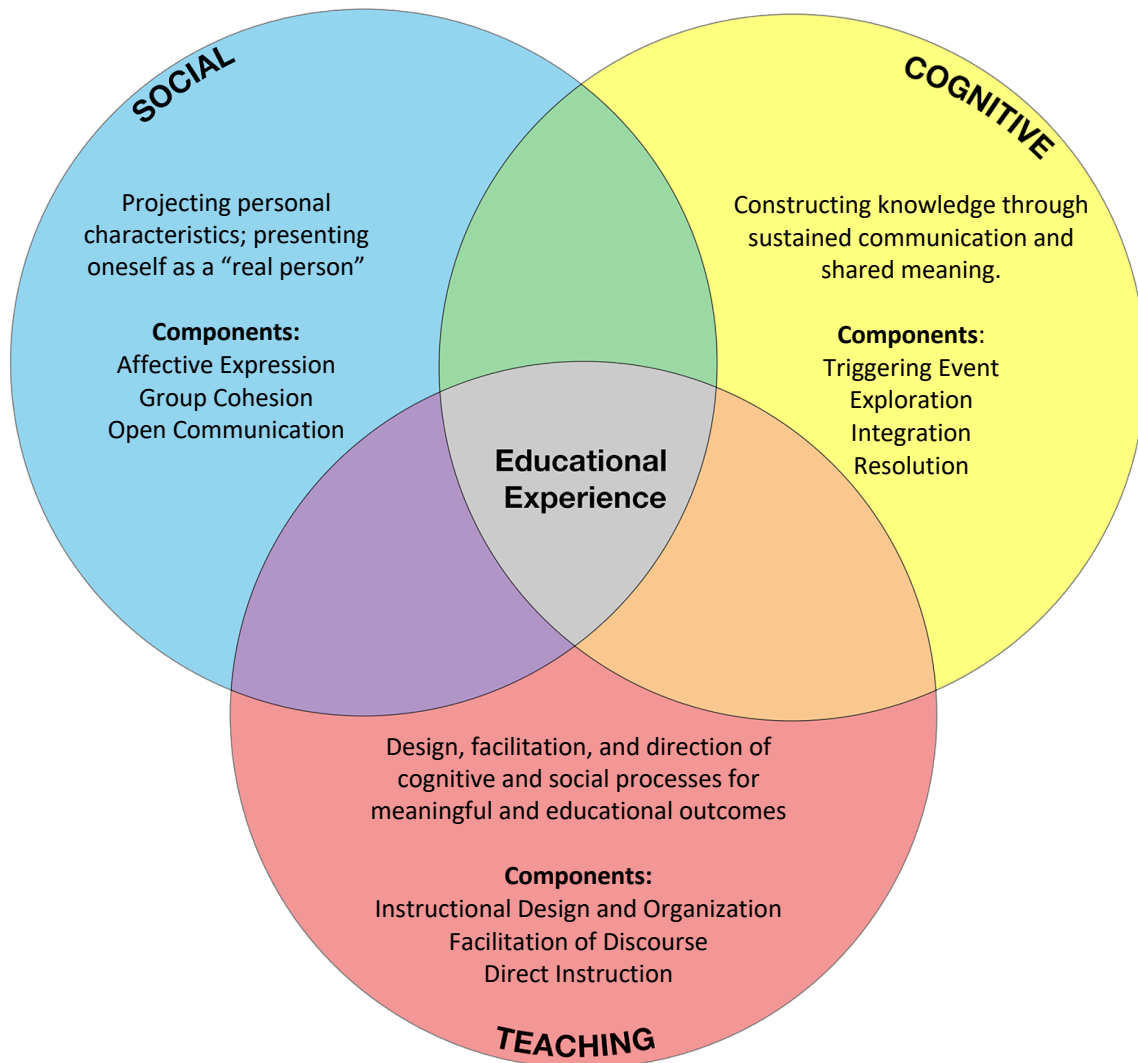 SOCIAL
Projecting personal
characteristics; presenting
oneself as a “real person”
Components:
Affective Expression
Group Cohesion
Open Communication
COGNITIVE
Constructing knowledge through
sustained communication and
shared meaning.
Components:
Triggering Event
Exploration
Integration
Resolution
Educational
Experience
Design, facilitation, and direction of
cognitive and social processes for
meaningful and educational outcomes
Components:
Instructional Design and Organization
Facilitation of Discourse
Direct Instruction
TEACHING